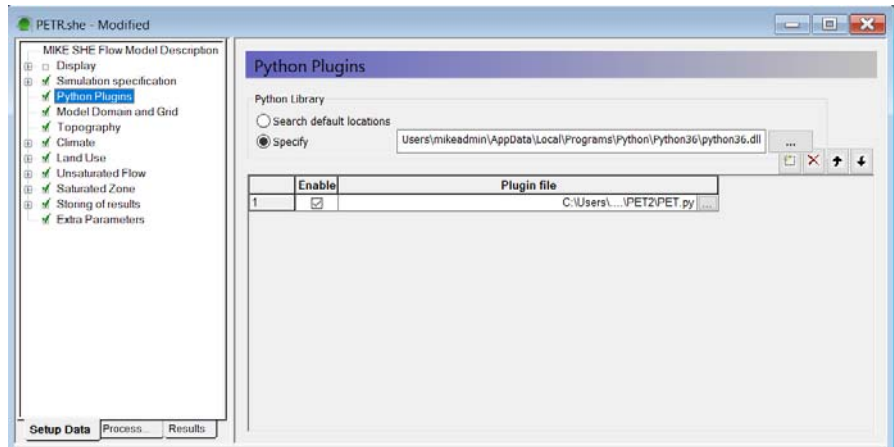 PETR.she - Modified
MIKE SHE Flow Model Description
Display
Simulation specification
Python Plugins
Model Domain and Grid
Topography
Climate
Land Use
Unsaturated Flow
Saturated Zone
Storing of results
Extra Parameters
Setup Data Process... Results
Python Plugins
Python Library
Search default locations
Specify Users\mikeadmin\AppData\Local\Programs\Python\Python36\python36.dll ...
Enable Plugin file
1 C:\Users\....\PET2\PET.py ...